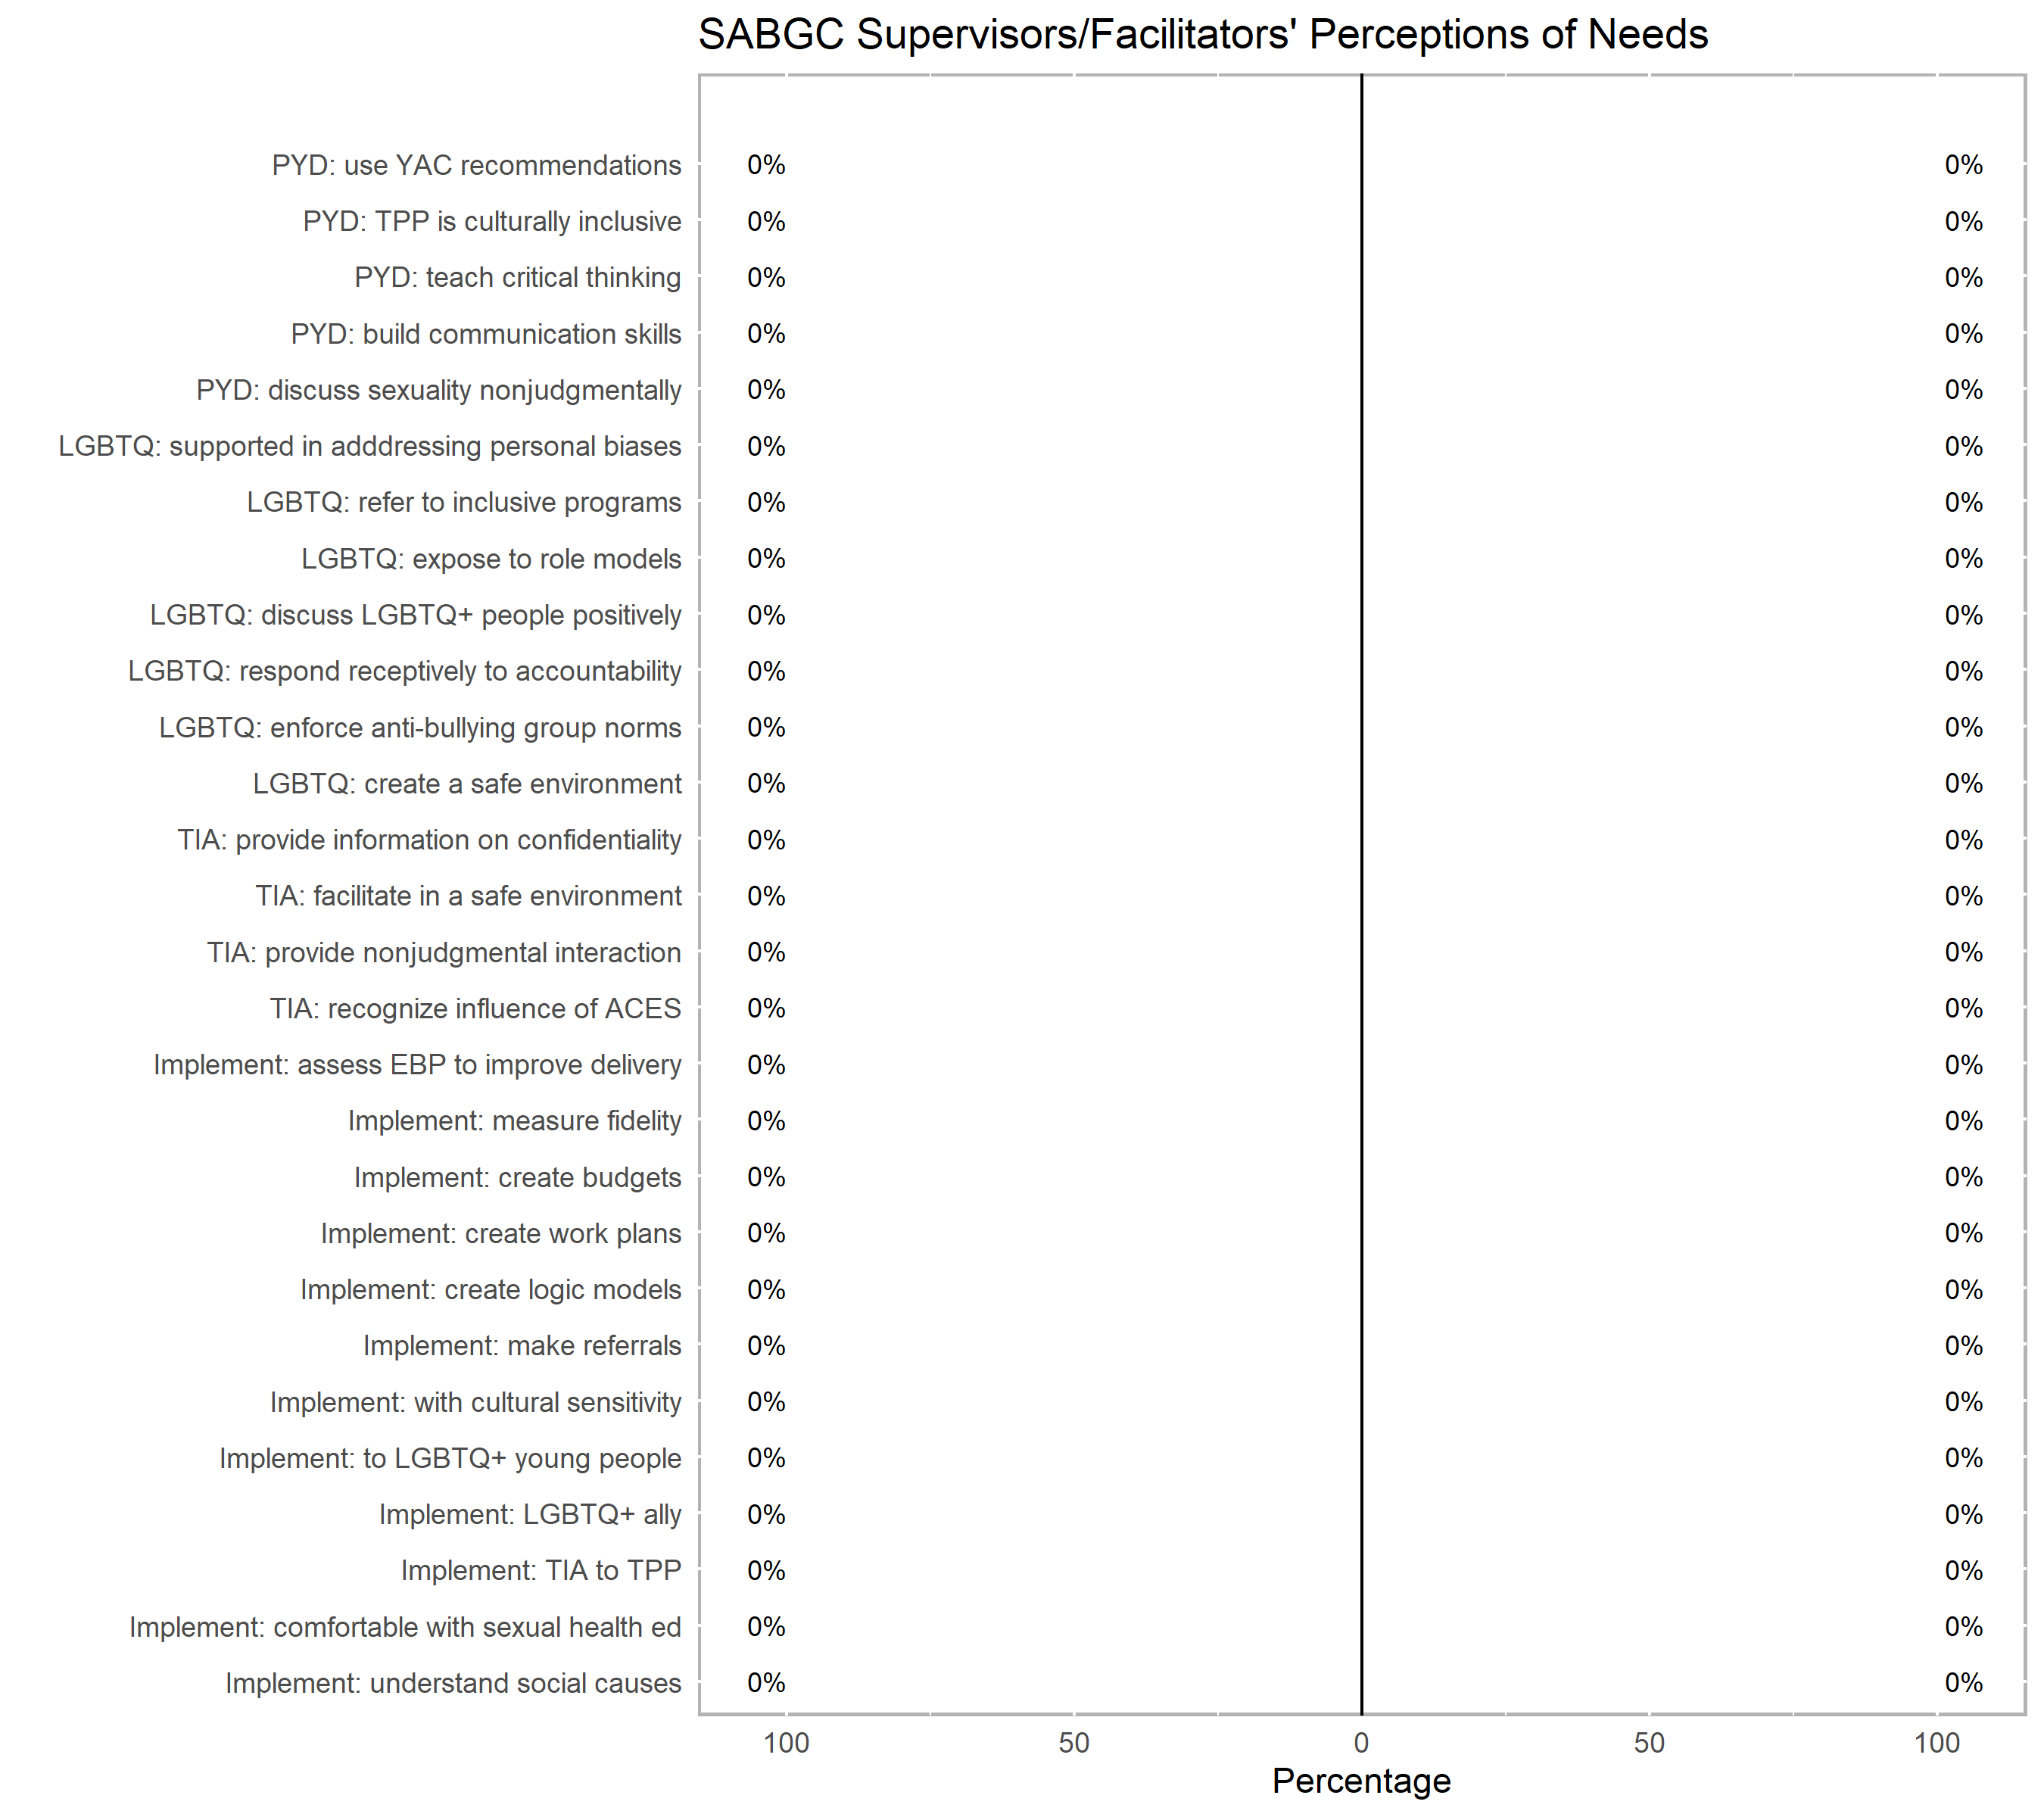 SABGC Supervisors/Facilitators' Perceptions of Needs
PYD: use YAC recommendations 0% 0%
PYD: TPP is culturally inclusive 0% 0%
PYD: teach critical thinking 0% 0%
PYD: build communication skills 0% 0%
PYD: discuss sexuality nonjudgmentally 0% 0%
LGBTQ: supported in adddressing personal biases 0% 0%
LGBTQ: refer to inclusive programs 0% 0%
LGBTQ: expose to role models 0% 0%
LGBTQ: discuss LGBTQ+ people positively 0% 0%
LGBTQ: respond receptively to accountability 0% 0%
LGBTQ: enforce anti-bullying group norms 0% 0%
LGBTQ: create a safe environment 0% 0%
TIA: provide information on confidentiality 0% 0%
TIA: facilitate in a safe environment 0% 0%
TIA: provide nonjudgmental interaction 0% 0%
TIA: recognize influence of ACES 0% 0%
Implement: assess EBP to improve delivery 0% 0%
Implement: measure fidelity 0% 0%
Implement: create budgets 0% 0%
Implement: create work plans 0% 0%
Implement: create logic models 0% 0%
Implement: make referrals 0% 0%
Implement: with cultural sensitivity 0% 0%
Implement: to LGBTQ+ young people 0% 0%
Implement: LGBTQ+ ally 0% 0%
Implement: TIA to TPP 0% 0%
Implement: comfortable with sexual health ed 0% 0%
Implement: understand social causes 0% 0%
100 50 0 50 100
Percentage